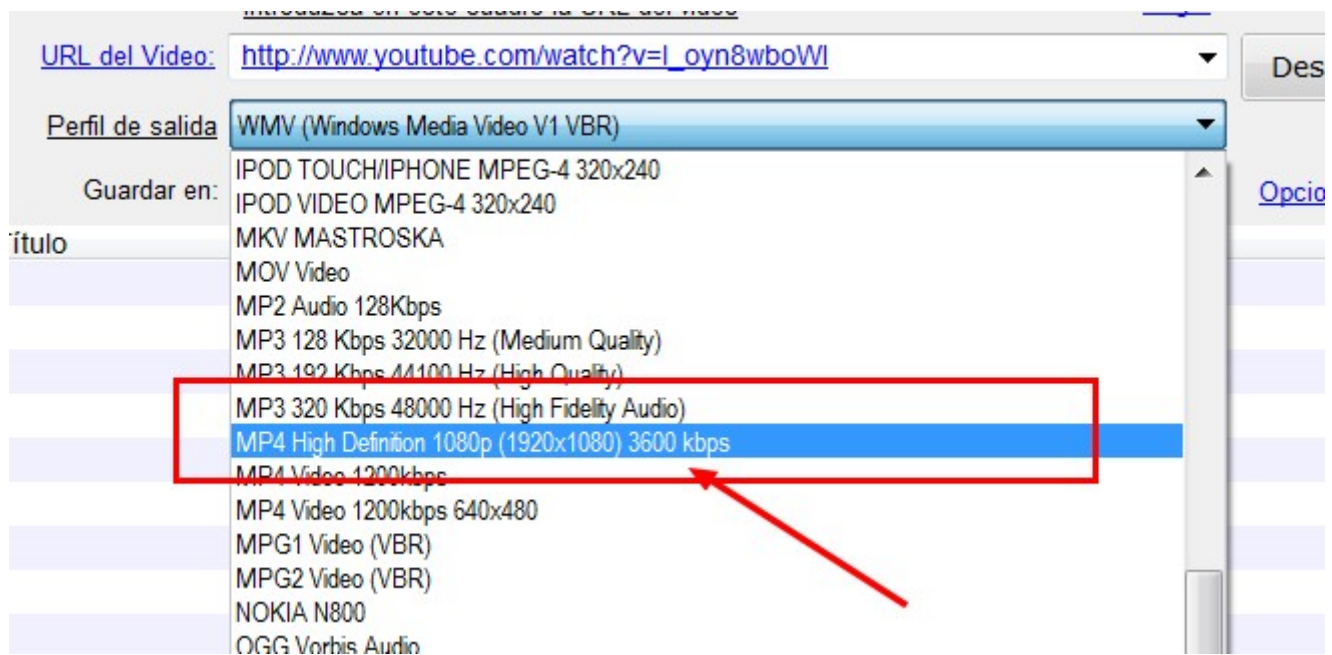 URL del Video: http://www.youtube.com/watch?v=l_oyn8wboWI
Des
Perfil de salida WMV (Windows Media Video V1 VBR)
Guardar en:
Opcio
ítulo
IPOD TOUCH/IPHONE MPEG-4 320x240
IPOD VIDEO MPEG-4 320x240
MKV MASTROSKA
MOV Video
MP2 Audio 128Kbps
MP3 128 Kbps 32000 Hz (Medium Quality)
MP3 192 Kbps 44100 Hz (High Quality)
MP3 320 Kbps 48000 Hz (High Fidelity Audio)
MP4 High Definition 1080p (1920x1080) 3600 kbps
MP4 Video 1200kbps
MP4 Video 1200kbps 640x480
MPG1 Video (VBR)
MPG2 Video (VBR)
NOKIA N800
OGG Vorbis Audio